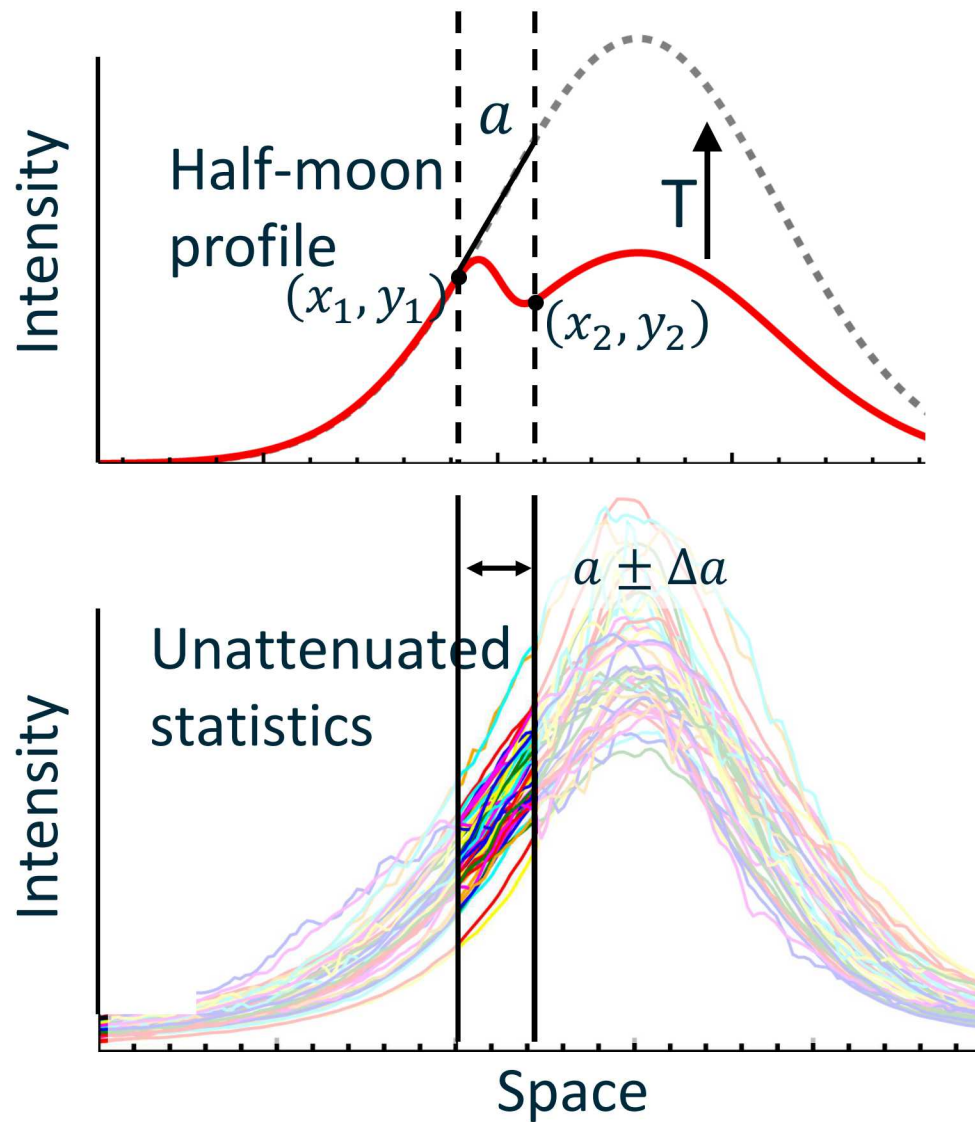 Intensity
a
Half-moon
profile
T
(x₁, y₁)
(x₂, y₂)
Intensity
a ± Δa
Unattenuated
statistics
Space